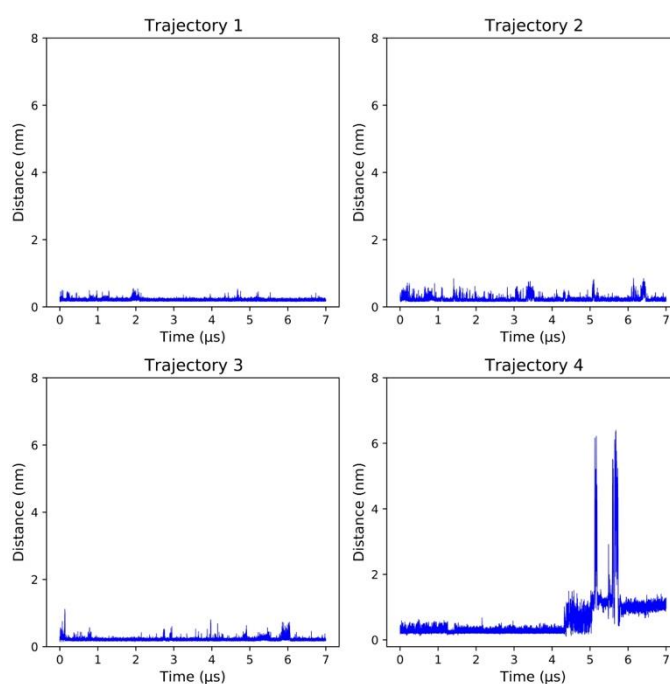 Trajectory 1
8
6
4
2
0
Distance (nm)
0 1 2 3 4 5 6 7
Time (μs)
Trajectory 2
8
6
4
2
0
Distance (nm)
0 1 2 3 4 5 6 7
Time (μs)
Trajectory 3
8
6
4
2
0
Distance (nm)
0 1 2 3 4 5 6 7
Time (μs)
Trajectory 4
8
6
4
2
0
Distance (nm)
0 1 2 3 4 5 6 7
Time (μs)